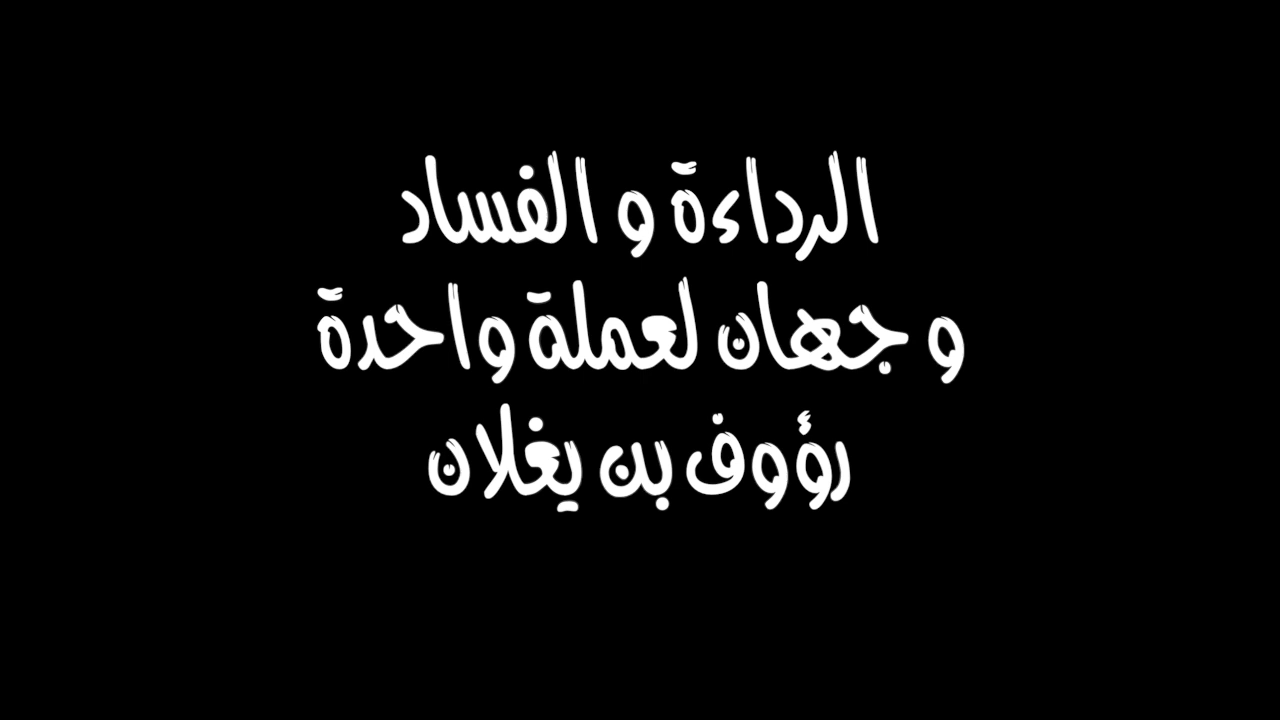 الرداءة و الفساد
و جهان لعملة واحدة
رؤوف بن يغلان